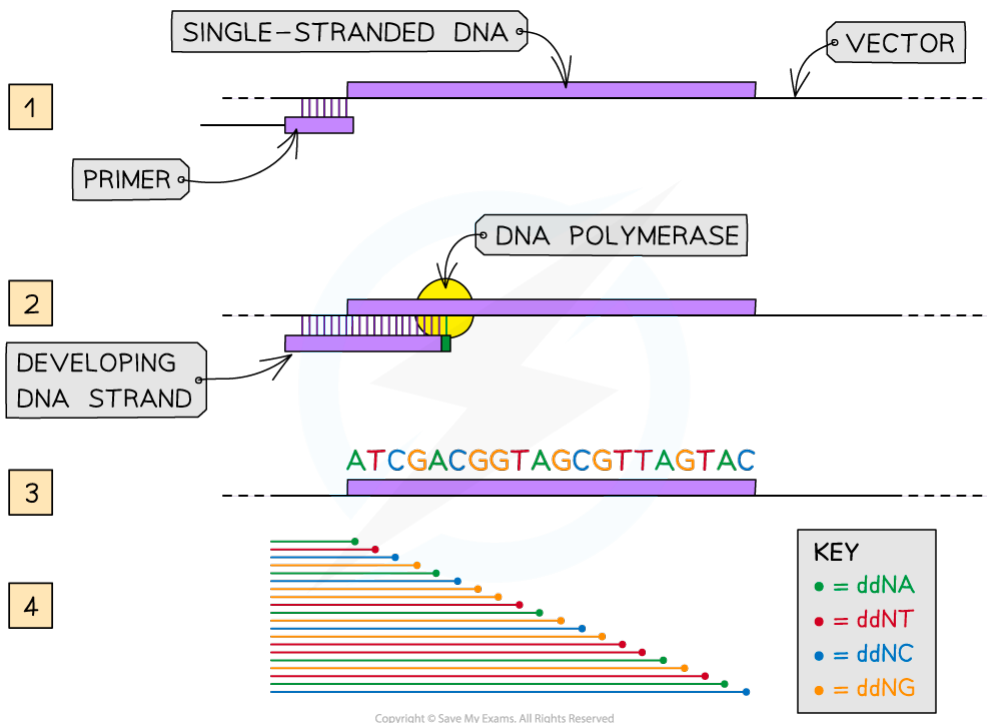 SINGLE-STRANDED DNA
VECTOR
1
PRIMER
DNA POLYMERASE
2
DEVELOPING
DNA STRAND
ATCGACGGTAGCGTTAGTAC
3
KEY
= ddNA
4
= ddNT
= ddNC
= ddNG
Copyright © Save My Exams. All Rights Reserved